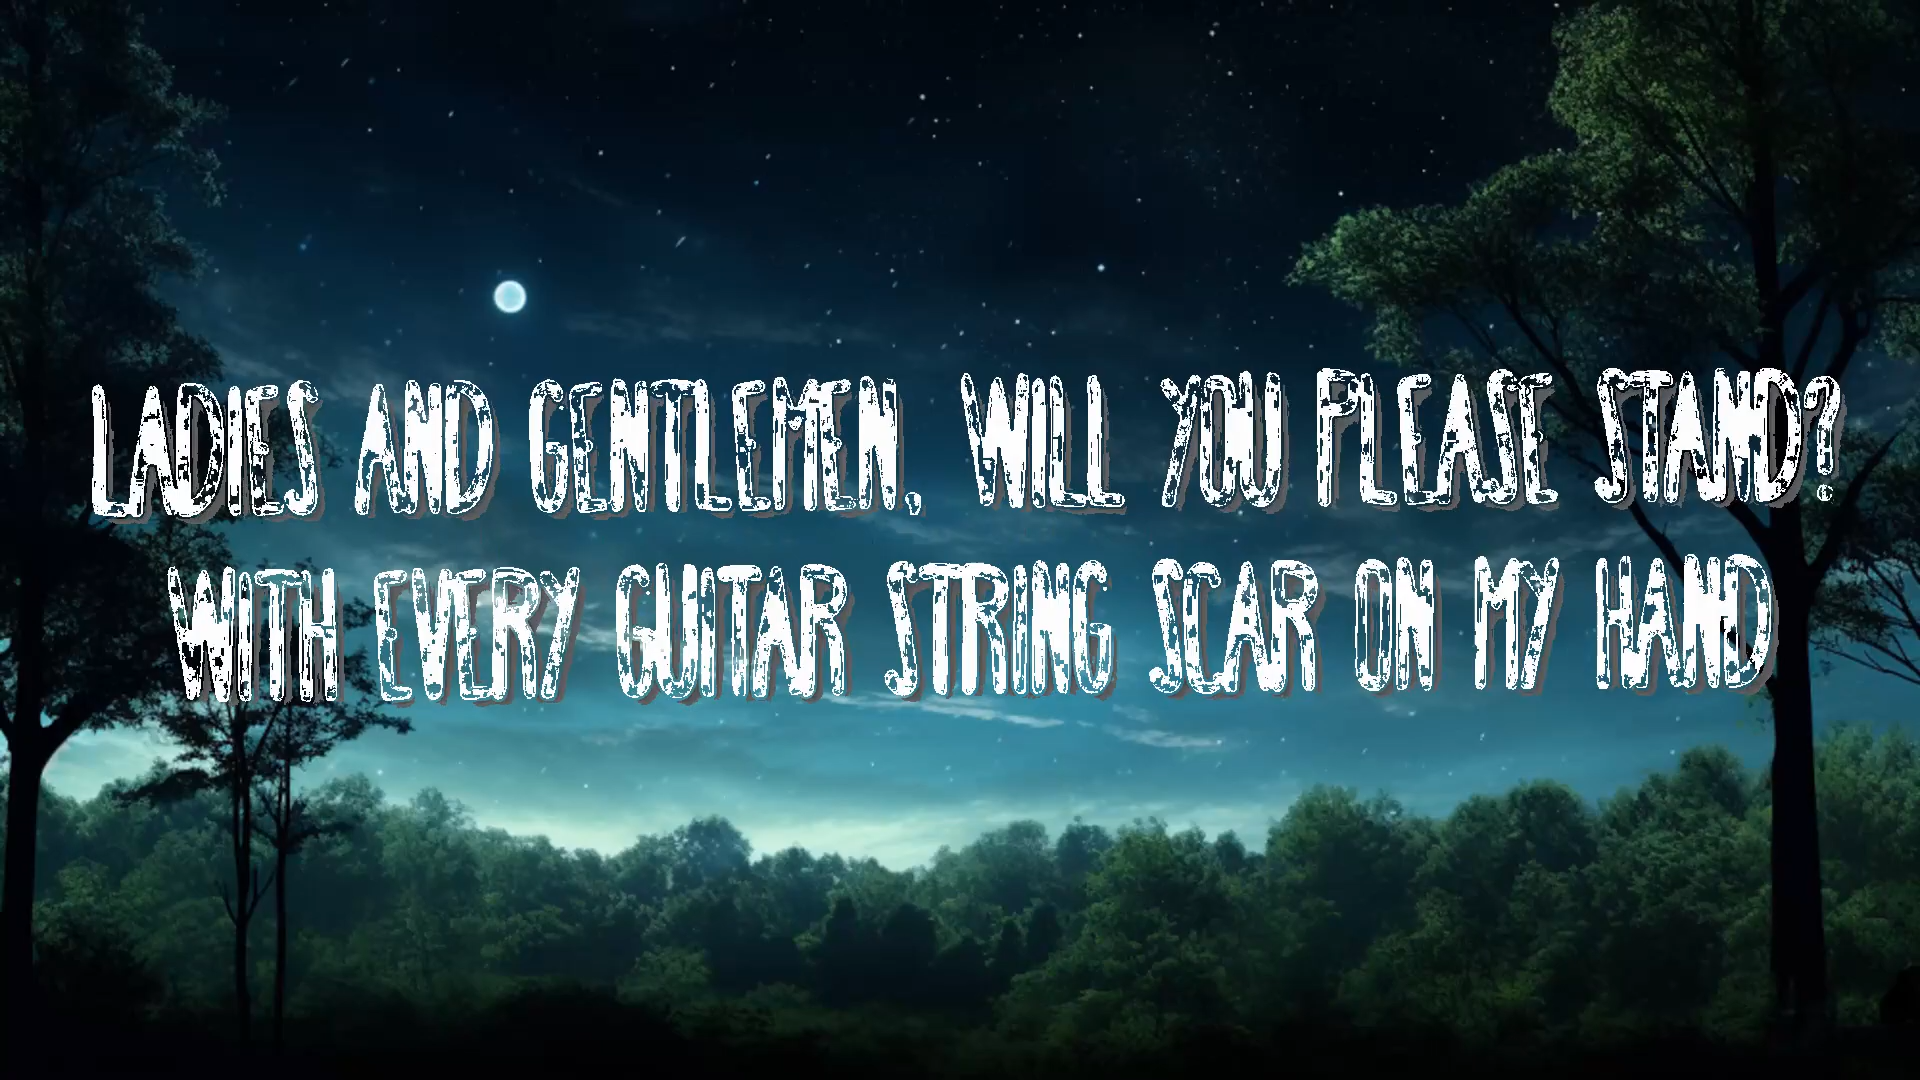 LADIES AND GENTLEMEN, WILL YOU PLEASE STAND?
WITH EVERY GUITAR STRING SCAR ON MY HAND